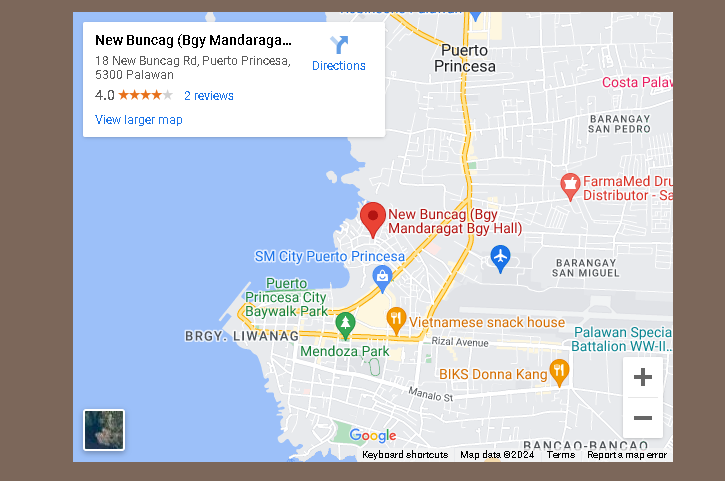 New Buncag (Bgy Mandaraga...
18 New Buncag Rd, Puerto Princesa,
5300 Palawan
4.0
2 reviews
View larger map
Directions
Puerto
Princesa
Costa Palaw
BARANGAY
SAN PEDRO
FarmaMed Dru
Distributor - Sa
New Buncag (Bgy
Mandaragat Bgy Hall)
SM City Puerto Princesa
BARANGAY
SAN MIGUEL
Puerto
Princesa City
Baywalk Park
Vietnamese snack house
BRGY. LIWANAG
Rizal Avenue
Palawan Specia
Battalion WW-II...
Mendoza Park
BIKS Donna Kang
Manalo St
Google
BANCAO-BANCAO
Keyboard shortcuts
Map data ©2024
Terms
Report a map error